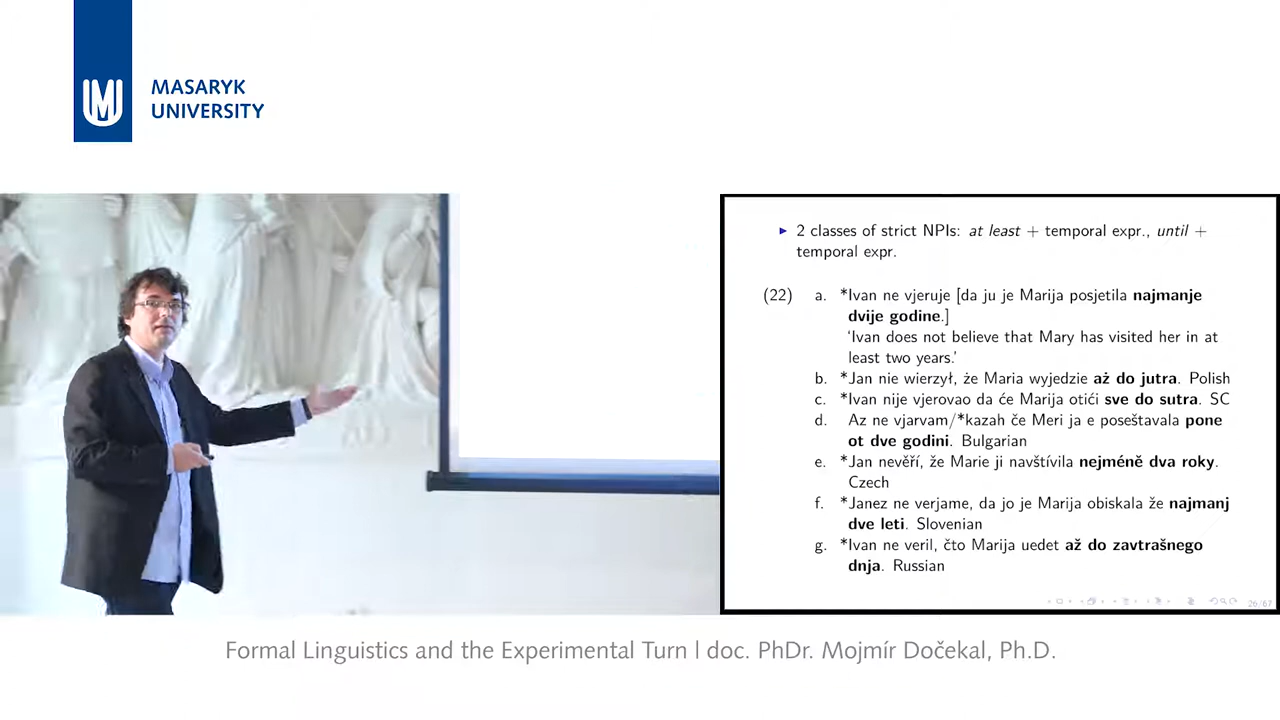 MASARYK
UNIVERSITY
▶ 2 classes of strict NPIs: at least + temporal expr., until +
temporal expr.
(22) a. *Ivan ne vjeruje [da ju je Marija posjetila najmanje
dvije godine.]
‘Ivan does not believe that Mary has visited her in at
least two years.’
b. *Jan nie wierzył, że Maria wyjedzie aż do jutra. Polish
c. *Ivan nije vjerovao da će Marija otići sve do sutra. SC
d. Az ne vjarvam/*kazah če Meri ja e poseštavala pone
ot dve godini. Bulgarian
e. *Jan nevěří, že Marie ji navštívila nejméně dva roky.
Czech
f. *Janez ne verjame, da jo je Marija obiskala že najmanj
dve leti. Slovenian
g. *Ivan ne veril, čto Marija uedet až do zavtrašnego
dnja. Russian
26/67
Formal Linguistics and the Experimental Turn | doc. PhDr. Mojmír Dočekal, Ph.D.